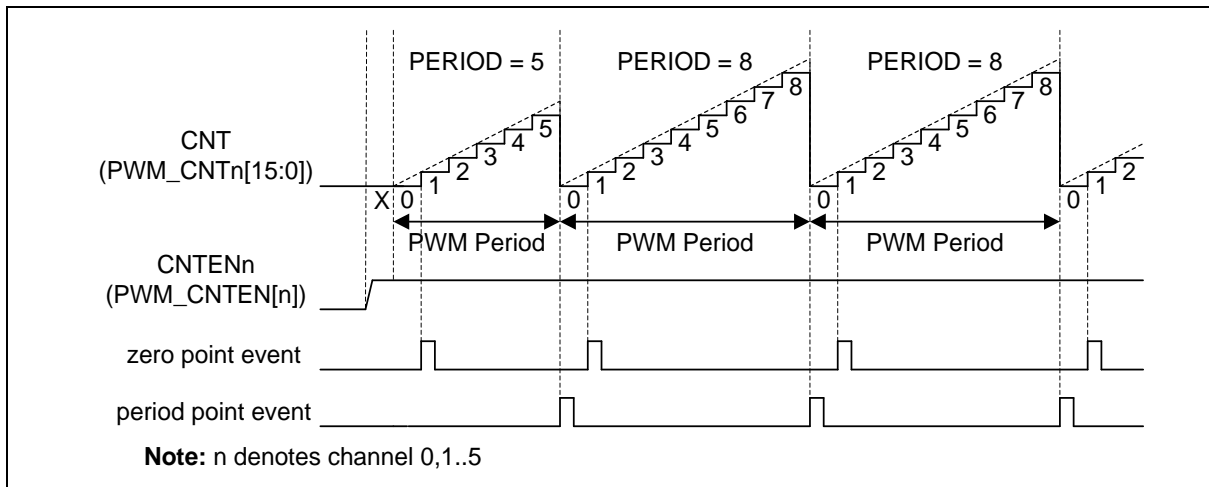 PERIOD = 5 PERIOD = 8 PERIOD = 8
CNT
(PWM_CNTn[15:0])
X 0 1 2 3 4 5 0 1 2 3 4 5 6 7 8 0 1 2 3 4 5 6 7 8 0 1 2
PWM Period PWM Period PWM Period
CNTENn
(PWM_CNTEN[n])
zero point event
period point event
Note: n denotes channel 0,1..5